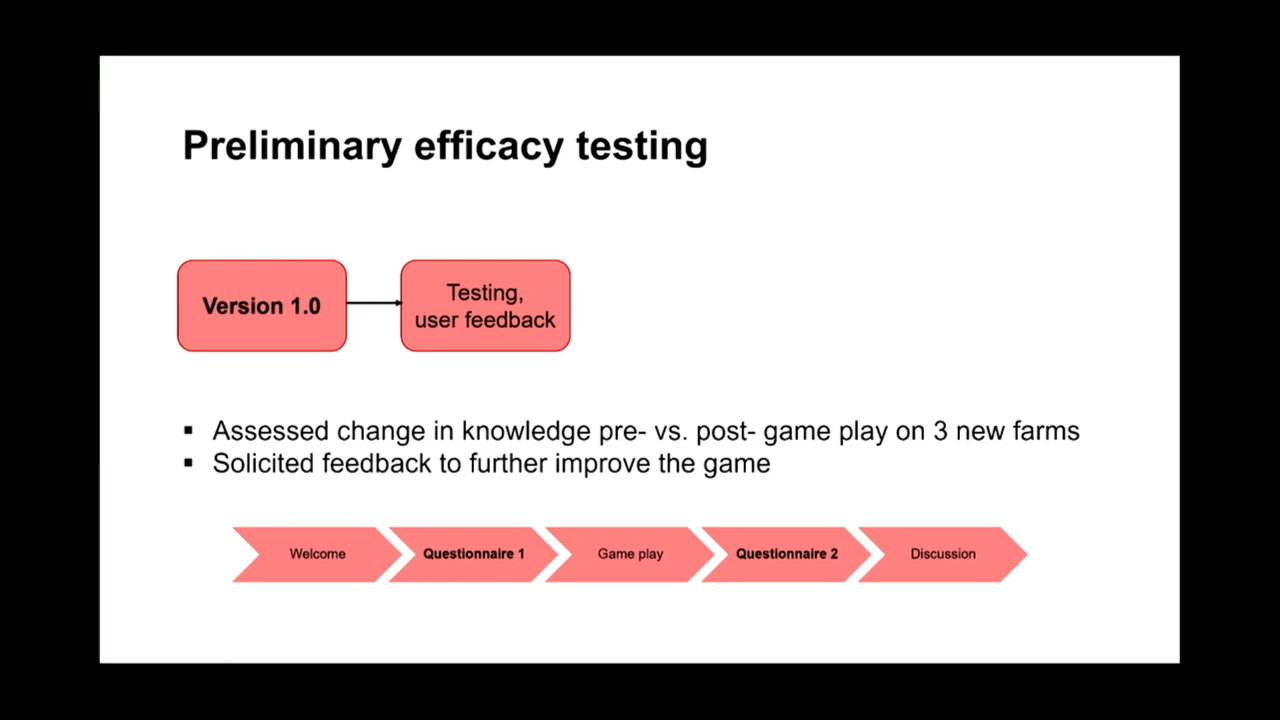 Preliminary efficacy testing
Version 1.0
Testing,
user feedback
▪ Assessed change in knowledge pre- vs. post- game play on 3 new farms
▪ Solicited feedback to further improve the game
Welcome
Questionnaire 1
Game play
Questionnaire 2
Discussion